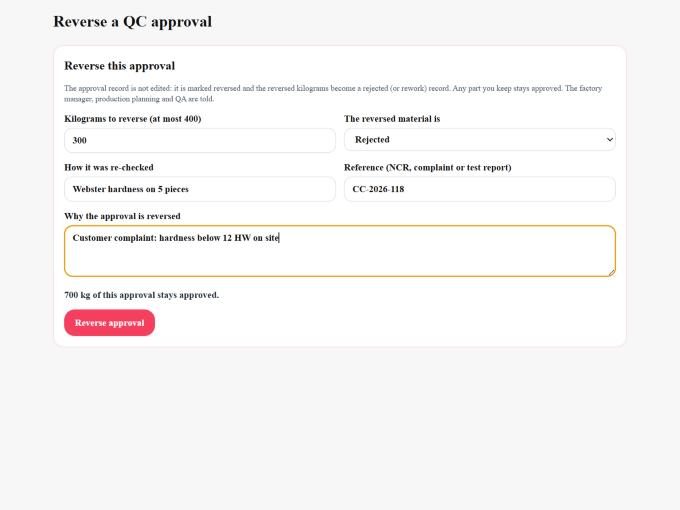 Reverse a QC approval
Reverse this approval
The approval record is not edited: it is marked reversed and the reversed kilograms become a rejected (or rework) record. Any part you keep stays approved. The factory
manager, production planning and QA are told.
Kilograms to reverse (at most 400)
The reversed material is
300
Rejected
How it was re-checked
Reference (NCR, complaint or test report)
Webster hardness on 5 pieces
CC-2026-118
Why the approval is reversed
Customer complaint: hardness below 12 HW on site
700 kg of this approval stays approved.
Reverse approval